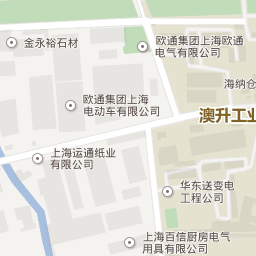 金永裕石材
欧通集团上海欧通
电气有限公司
海纳仓
欧通集团上海
电动车有限公司
澳升工业
上海运通纸业
有限公司
华东送变电
工程公司
上海百信厨房电气
用具有限公司